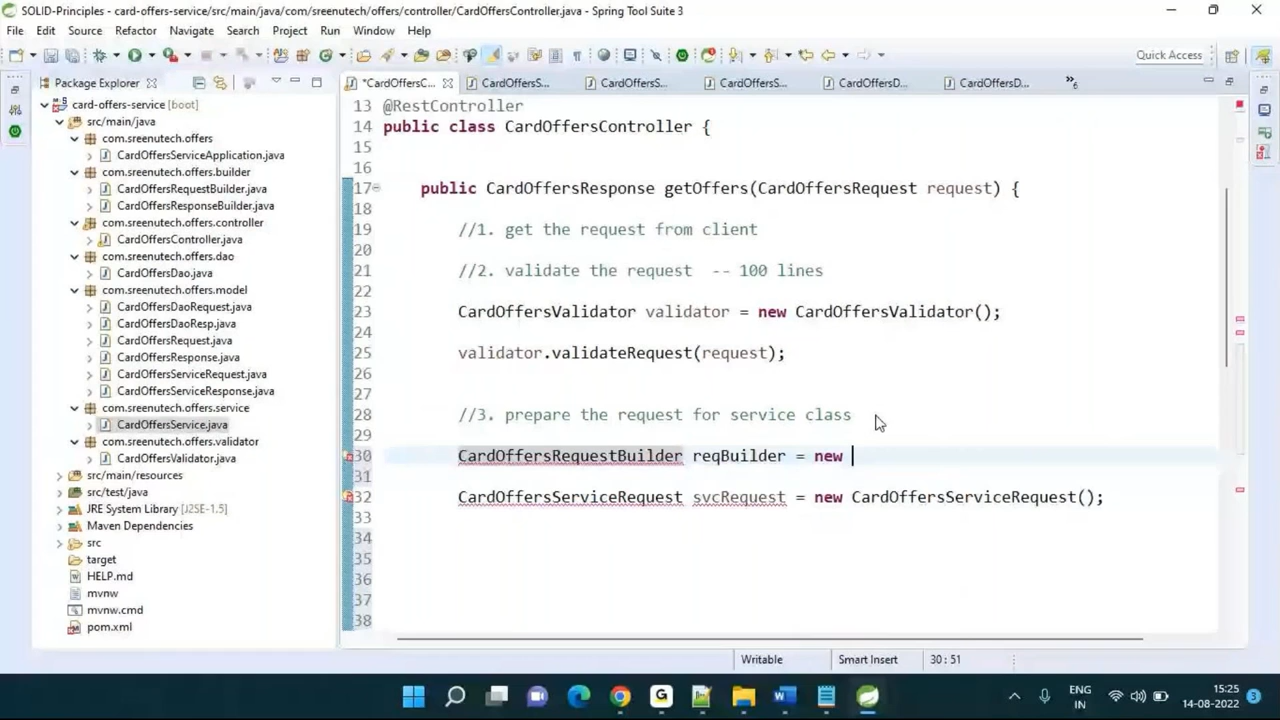 SOLID-Principles - card-offers-service/src/main/java/com/sreenutech/offers/controller/CardOffersController.java - Spring Tool Suite 3
File Edit Source Refactor Navigate Search Project Run Window Help
Quick Access
Package Explorer
*CardOffersC... CardOffersS... CardOffersS... CardOffersS... CardOffersD... CardOffersD... »6
card-offers-service [boot]
src/main/java
com.sreenutech.offers
CardOffersServiceApplication.java
com.sreenutech.offers.builder
CardOffersRequestBuilder.java
CardOffersResponseBuilder.java
com.sreenutech.offers.controller
CardOffersController.java
com.sreenutech.offers.dao
CardOffersDao.java
com.sreenutech.offers.model
CardOffersDaoRequest.java
CardOffersDaoResp.java
CardOffersRequest.java
CardOffersResponse.java
CardOffersServiceRequest.java
CardOffersServiceResponse.java
com.sreenutech.offers.service
CardOffersService.java
com.sreenutech.offers.validator
CardOffersValidator.java
src/main/resources
src/test/java
JRE System Library [J2SE-1.5]
Maven Dependencies
src
target
HELP.md
mvnw
mvnw.cmd
pom.xml
13 @RestController
14 public class CardOffersController {
15
16
17 public CardOffersResponse getOffers(CardOffersRequest request) {
18
19 //1. get the request from client
20
21 //2. validate the request -- 100 lines
22
23 CardOffersValidator validator = new CardOffersValidator();
24
25 validator.validateRequest(request);
26
27
28 //3. prepare the request for service class
29
30 CardOffersRequestBuilder reqBuilder = new
31
32 CardOffersServiceRequest svcRequest = new CardOffersServiceRequest();
33
34
35
36
37
38
Writable Smart Insert 30 : 51
ENG
IN
15:25
14-08-2022
3